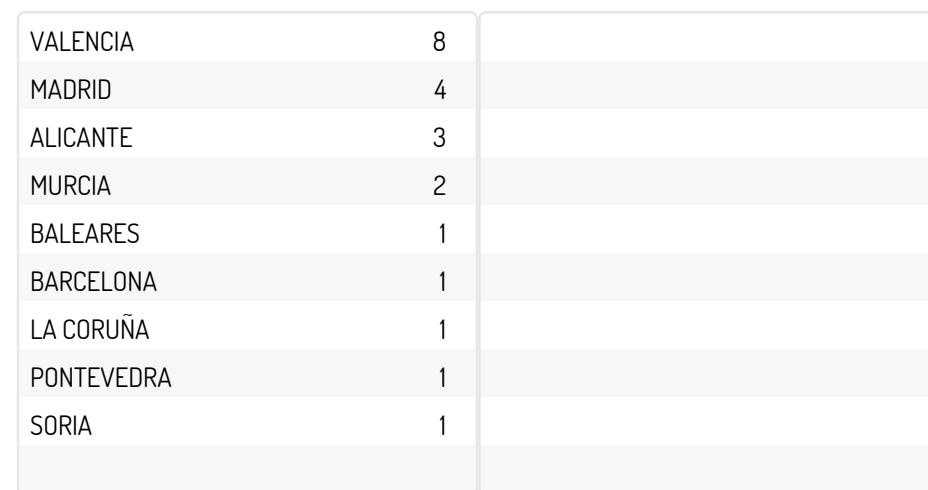 VALENCIA 8
MADRID 4
ALICANTE 3
MURCIA 2
BALEARES 1
BARCELONA 1
LA CORUÑA 1
PONTEVEDRA 1
SORIA 1